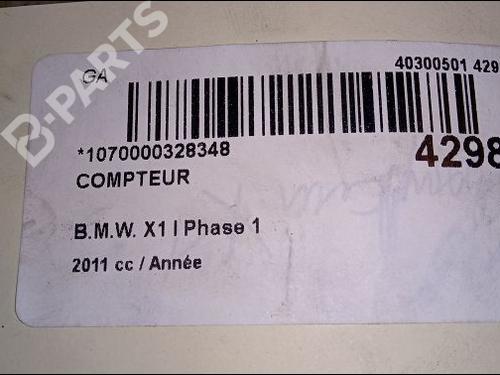 B-PARTS
GA
40300501 429
*1070000328348
4298
COMPTEUR
B.M.W. X1 I Phase 1
2011 cc / Année